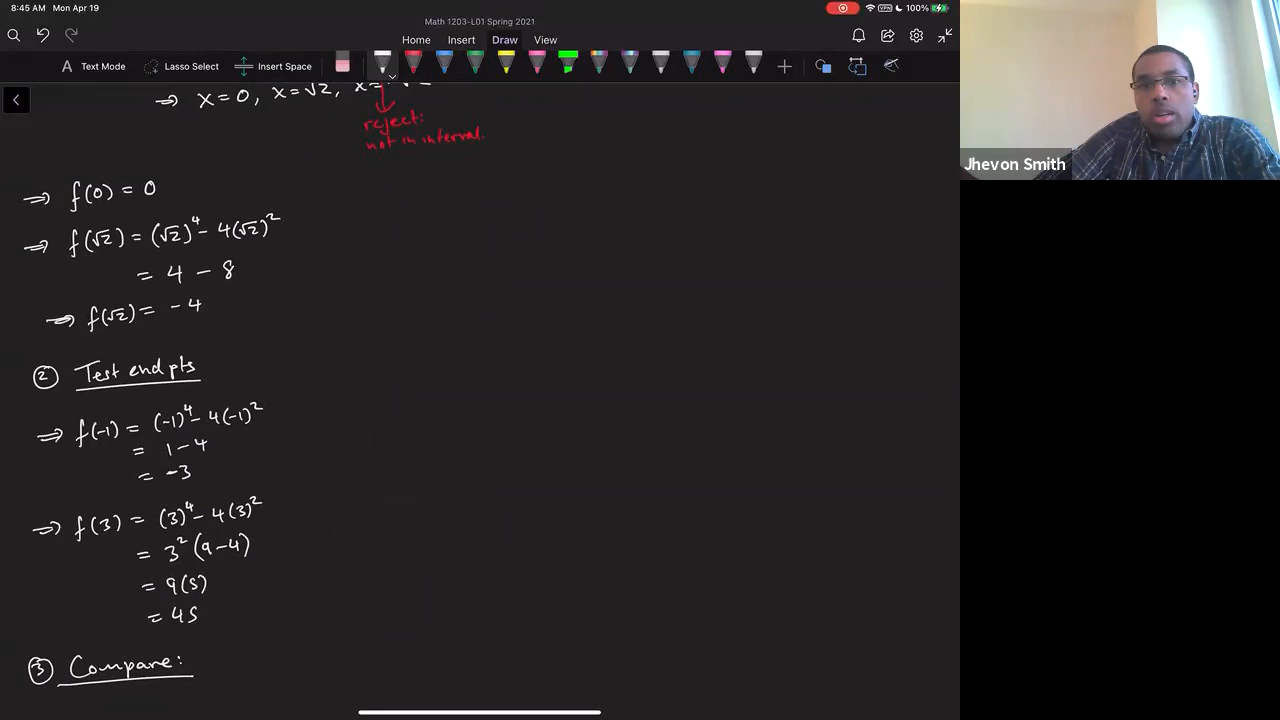 8:45 AM Mon Apr 19
VPN 100%
Math 1203-L01 Spring 2021
Home Insert Draw View
Text Mode Lasso Select Insert Space
⇒ x = 0, x = √2, x =
reject:
not in interval.
⇒ f(0) = 0
⇒ f(√2) = (√2)⁴ - 4(√2)²
= 4 - 8
⇒ f(√2) = -4
② Test end pts
⇒ f(-1) = (-1)⁴ - 4(-1)²
= 1 - 4
= -3
⇒ f(3) = (3)⁴ - 4(3)²
= 3² (9 - 4)
= 9(5)
= 45
③ Compare:
Jhevon Smith